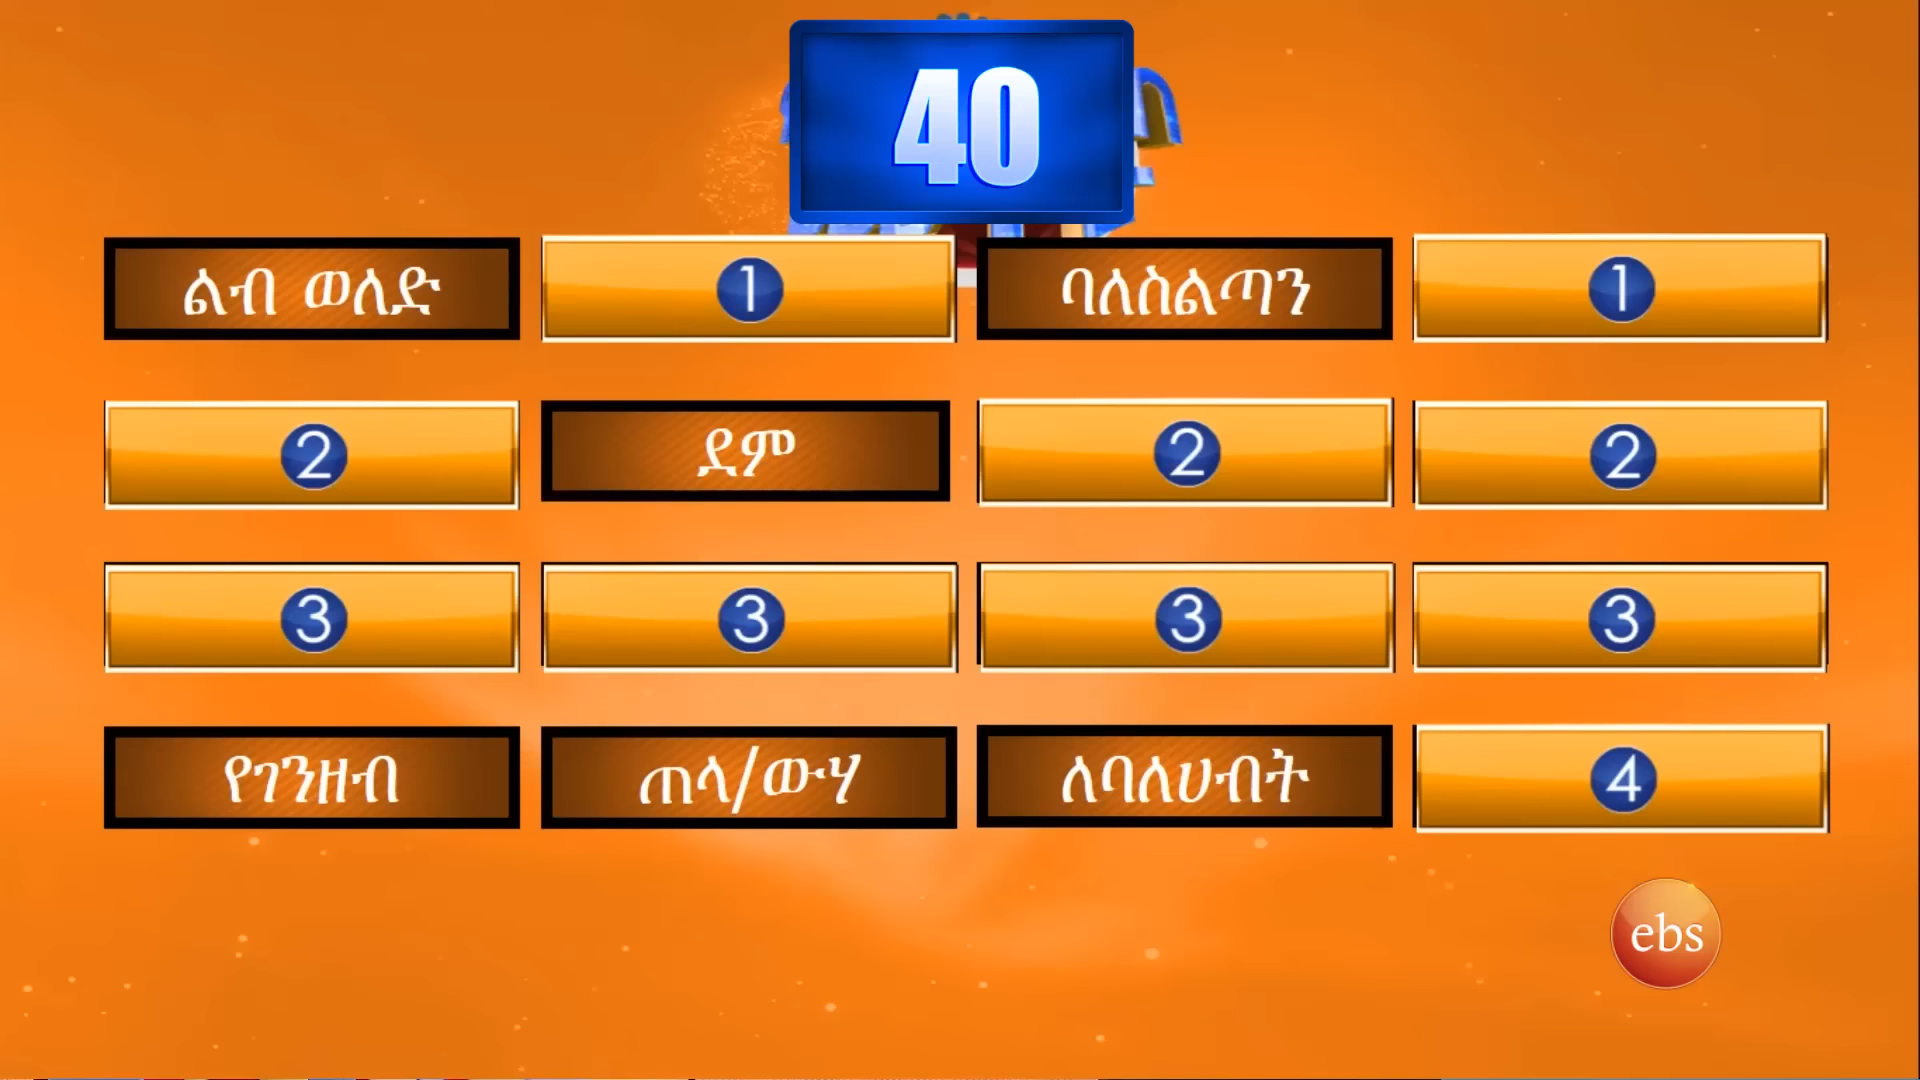 40
ልብ ወለድ 1 ባለስልጣን 1
2 ደም 2 2
3 3 3 3
የገንዘብ ጠላ/ውሃ ለባለሀብት 4
ebs